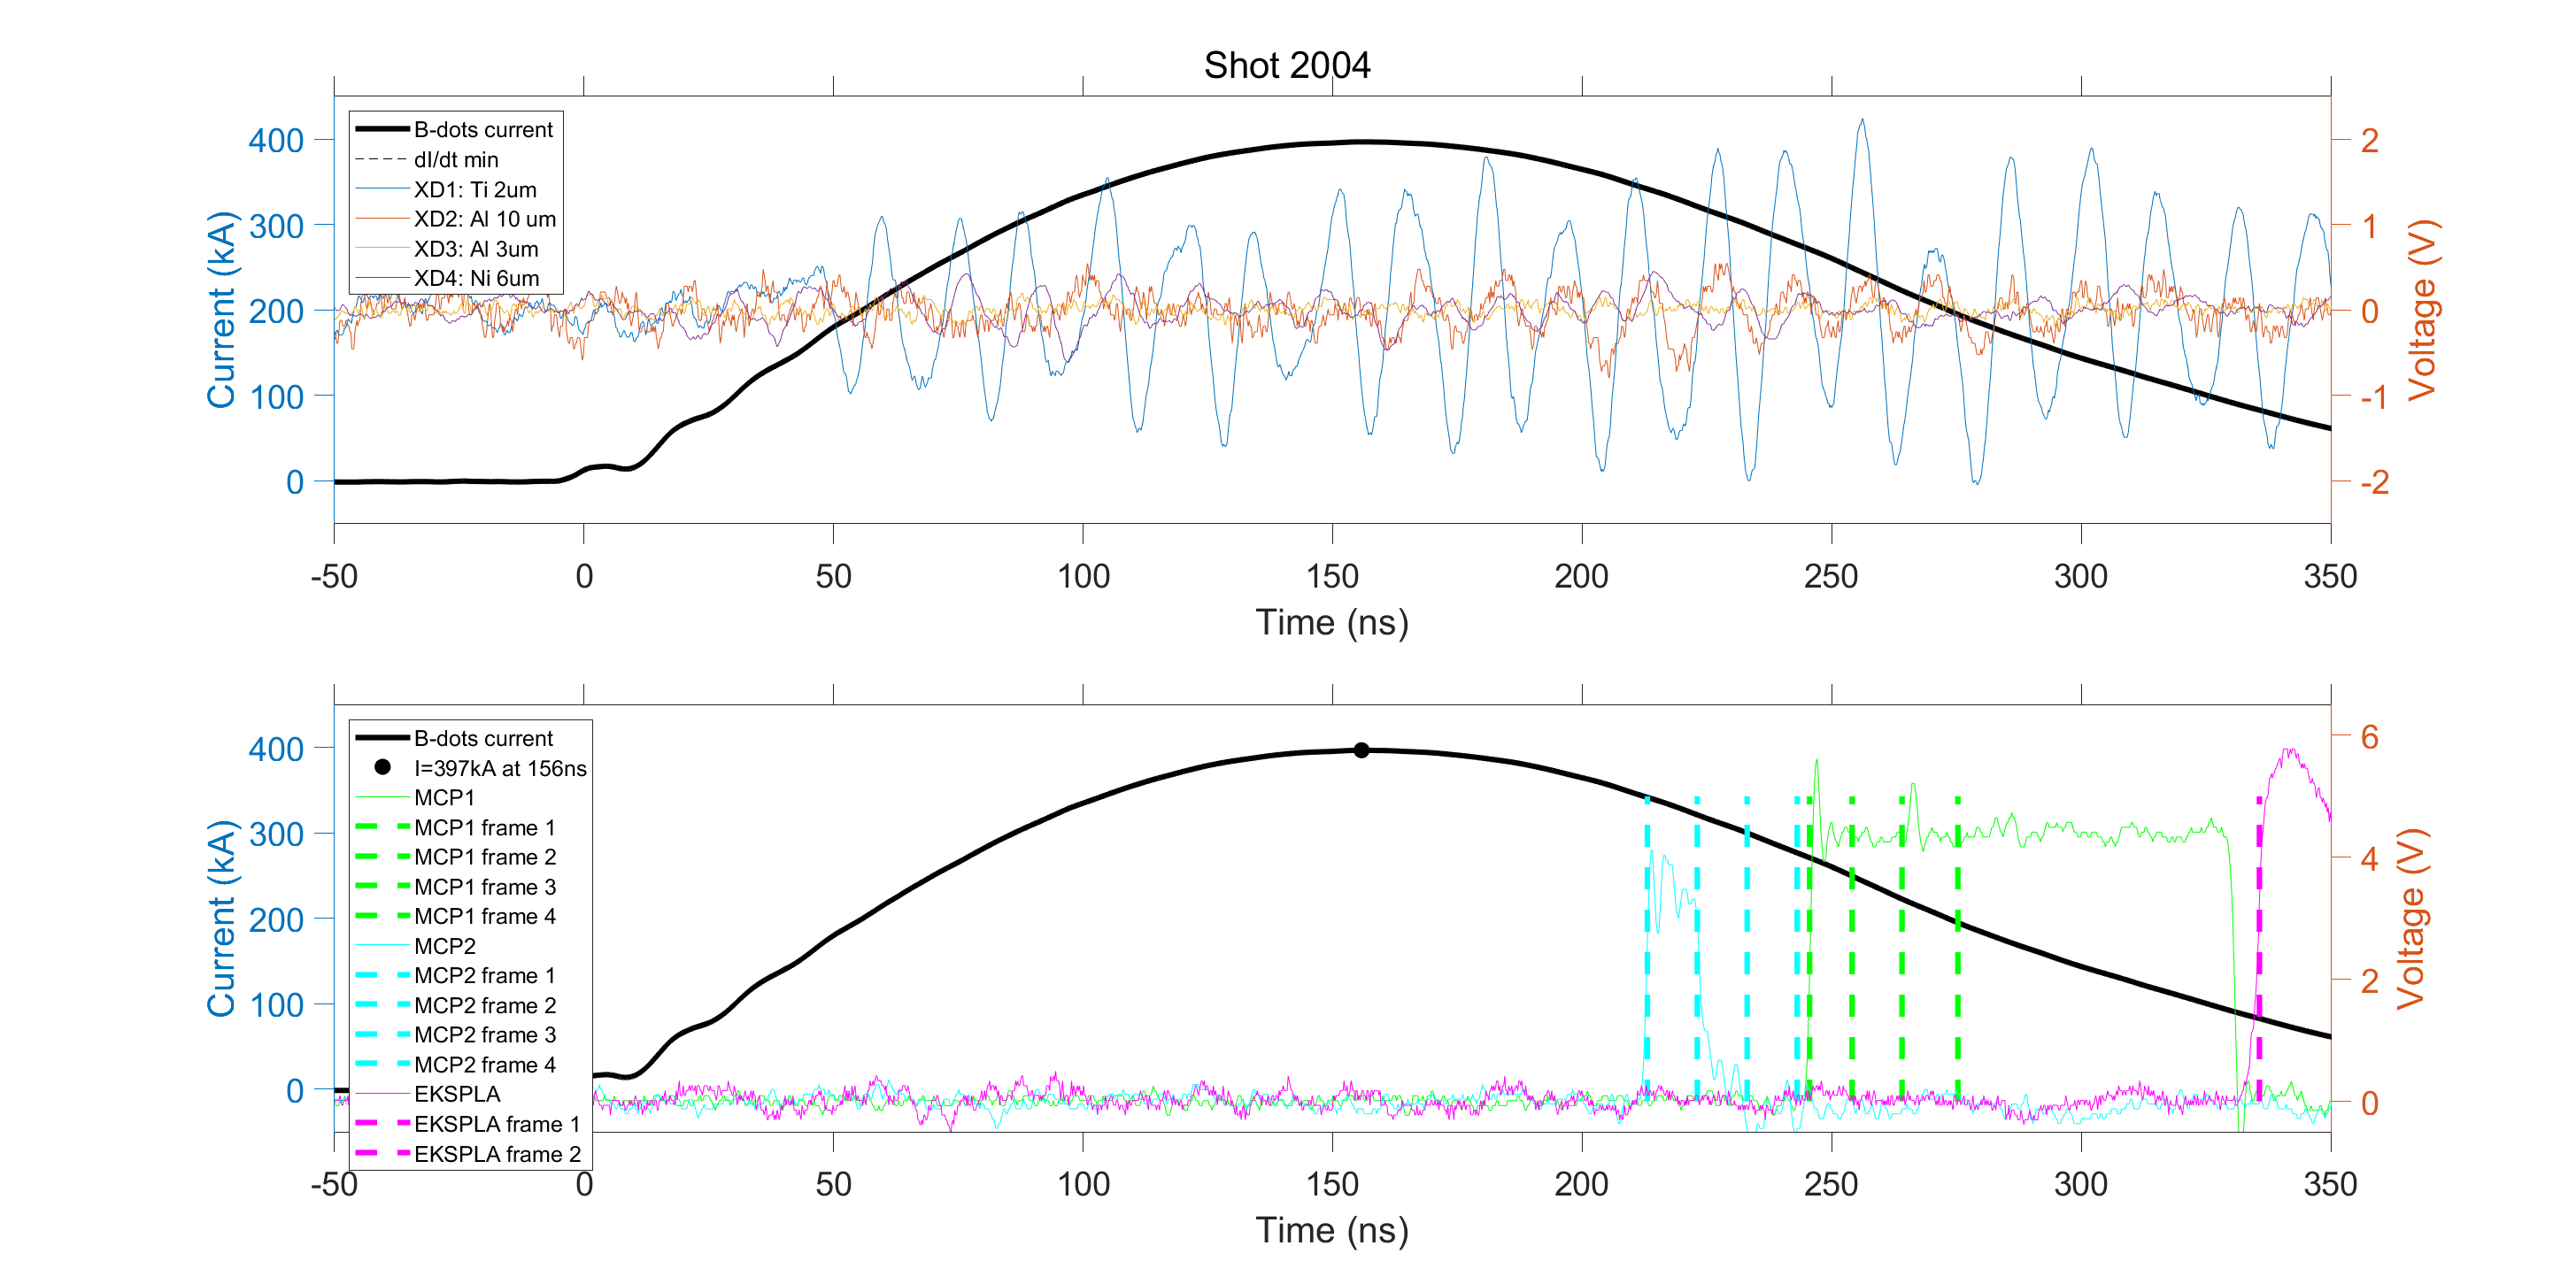 Shot 2004
B-dots current
dI/dt min
XD1: Ti 2um
XD2: Al 10 um
XD3: Al 3um
XD4: Ni 6um
400
300
200
100
0
Current (kA)
2
1
0
-1
-2
Voltage (V)
-50 0 50 100 150 200 250 300 350
Time (ns)
B-dots current
I=397kA at 156ns
MCP1
MCP1 frame 1
MCP1 frame 2
MCP1 frame 3
MCP1 frame 4
MCP2
MCP2 frame 1
MCP2 frame 2
MCP2 frame 3
MCP2 frame 4
EKSPLA
EKSPLA frame 1
EKSPLA frame 2
400
300
200
100
0
Current (kA)
6
4
2
0
Voltage (V)
-50 0 50 100 150 200 250 300 350
Time (ns)